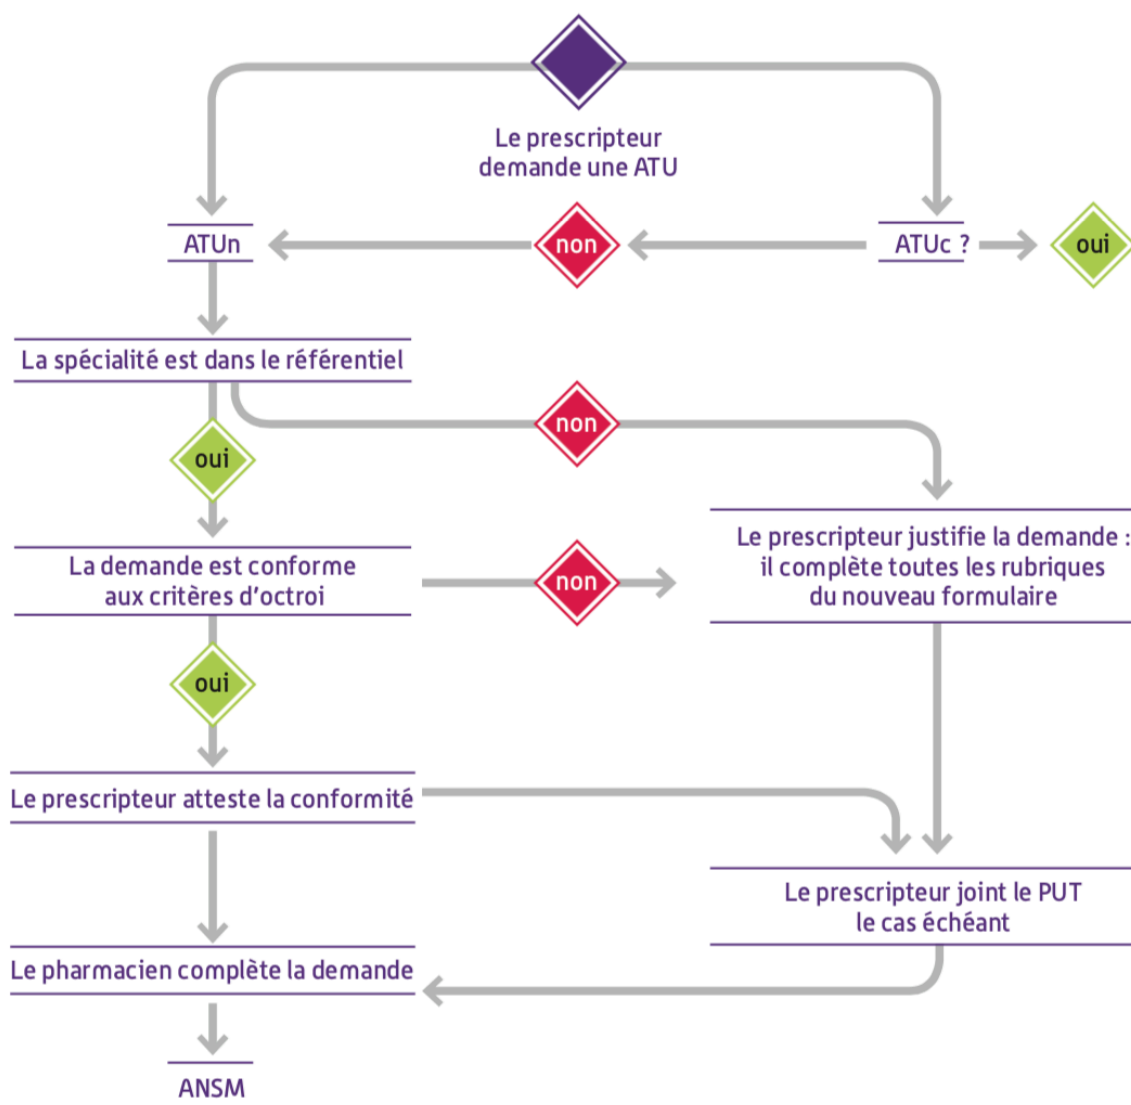 Le prescripteur
demande une ATU
ATUn
non
ATUc ?
oui
La spécialité est dans le référentiel
non
oui
Le prescripteur justifie la demande :
il complète toutes les rubriques
du nouveau formulaire
La demande est conforme
aux critères d'octroi
non
oui
Le prescripteur atteste la conformité
Le prescripteur joint le PUT
le cas échéant
Le pharmacien complète la demande
ANSM